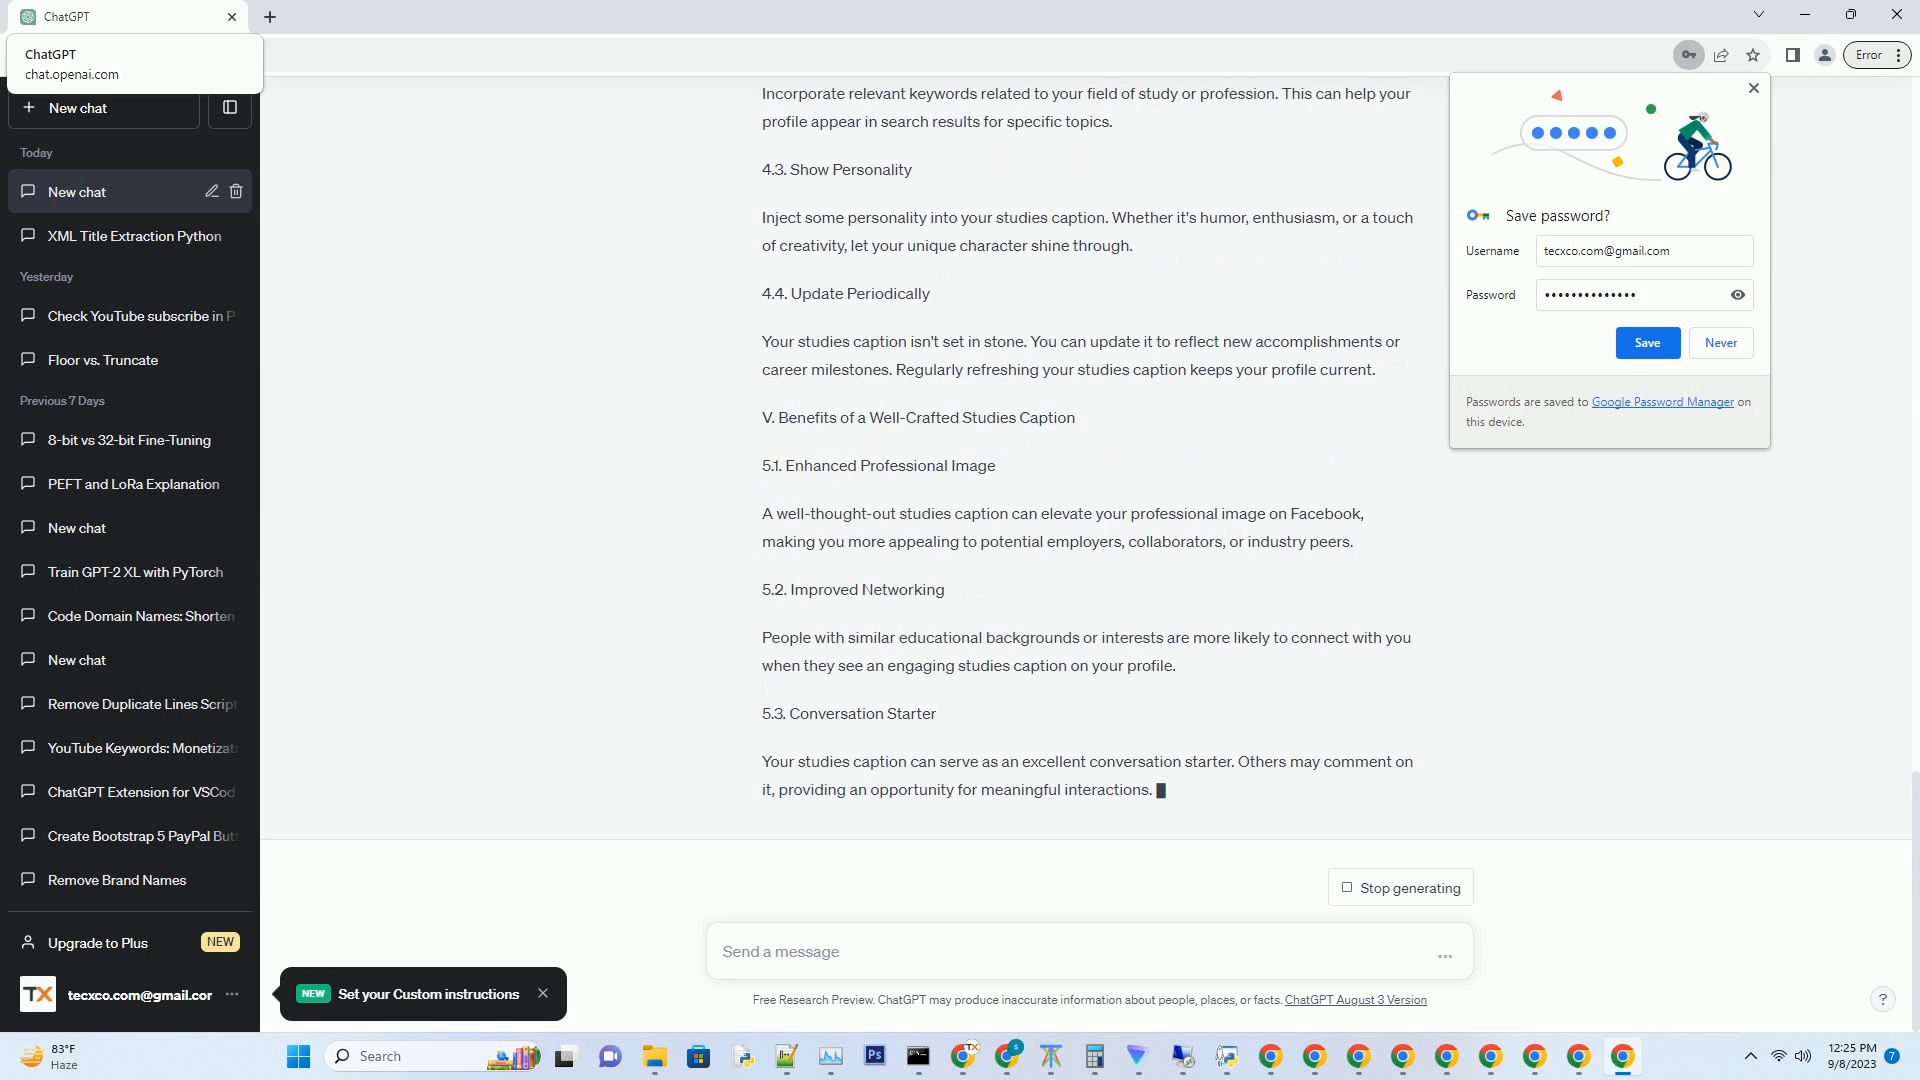 ChatGPT
ChatGPT
chat.openai.com
Error
New chat
Today
New chat
XML Title Extraction Python
Yesterday
Check YouTube subscribe in P
Floor vs. Truncate
Previous 7 Days
8-bit vs 32-bit Fine-Tuning
PEFT and LoRa Explanation
New chat
Train GPT-2 XL with PyTorch
Code Domain Names: Shorten
New chat
Remove Duplicate Lines Script
YouTube Keywords: Monetizat
ChatGPT Extension for VSCod
Create Bootstrap 5 PayPal But
Remove Brand Names
Upgrade to Plus
NEW
TX
tecxco.com@gmail.cor
Incorporate relevant keywords related to your field of study or profession. This can help your
profile appear in search results for specific topics.
4.3. Show Personality
Inject some personality into your studies caption. Whether it's humor, enthusiasm, or a touch
of creativity, let your unique character shine through.
4.4. Update Periodically
Your studies caption isn't set in stone. You can update it to reflect new accomplishments or
career milestones. Regularly refreshing your studies caption keeps your profile current.
V. Benefits of a Well-Crafted Studies Caption
5.1. Enhanced Professional Image
A well-thought-out studies caption can elevate your professional image on Facebook,
making you more appealing to potential employers, collaborators, or industry peers.
5.2. Improved Networking
People with similar educational backgrounds or interests are more likely to connect with you
when they see an engaging studies caption on your profile.
5.3. Conversation Starter
Your studies caption can serve as an excellent conversation starter. Others may comment on
it, providing an opportunity for meaningful interactions.
Save password?
Username
tecxco.com@gmail.com
Password
••••••••••••••
Save
Never
Passwords are saved to Google Password Manager on
this device.
Stop generating
Send a message
NEW
Set your Custom instructions
Free Research Preview. ChatGPT may produce inaccurate information about people, places, or facts. ChatGPT August 3 Version
?
83°F
Haze
Search
Ps
TX
S
12:25 PM
9/8/2023
7